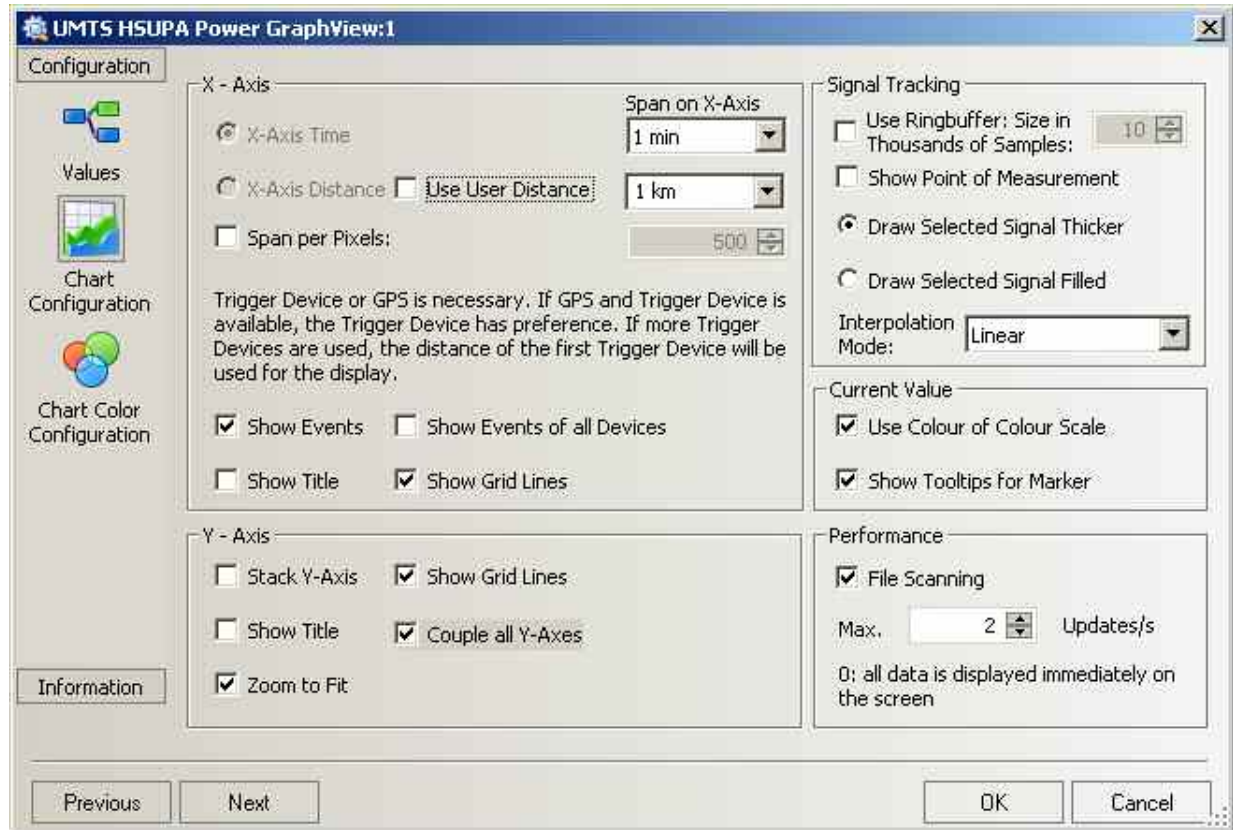 UMTS HSUPA Power GraphView:1
Configuration
Values
Chart
Configuration
Chart Color
Configuration
Information
X - Axis
Span on X-Axis
X-Axis Time
1 min
X-Axis Distance
Use User Distance
1 km
Span per Pixels:
500
Trigger Device or GPS is necessary. If GPS and Trigger Device is
available, the Trigger Device has preference. If more Trigger
Devices are used, the distance of the first Trigger Device will be
used for the display.
Show Events
Show Events of all Devices
Show Title
Show Grid Lines
Y - Axis
Stack Y-Axis
Show Grid Lines
Show Title
Couple all Y-Axes
Zoom to Fit
Signal Tracking
Use Ringbuffer: Size in
Thousands of Samples:
10
Show Point of Measurement
Draw Selected Signal Thicker
Draw Selected Signal Filled
Interpolation
Mode:
Linear
Current Value
Use Colour of Colour Scale
Show Tooltips for Marker
Performance
File Scanning
Max.
2
Updates/s
0: all data is displayed immediately on
the screen
Previous
Next
OK
Cancel